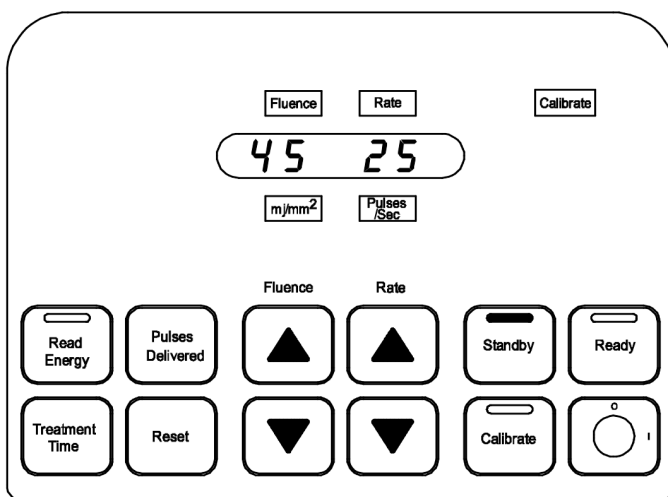 Fluence Rate Calibrate
45 25
mj/mm2 Pulses
/Sec
Fluence Rate
Read
Energy
Pulses
Delivered
Standby
Ready
Treatment
Time
Reset
Calibrate
O
I